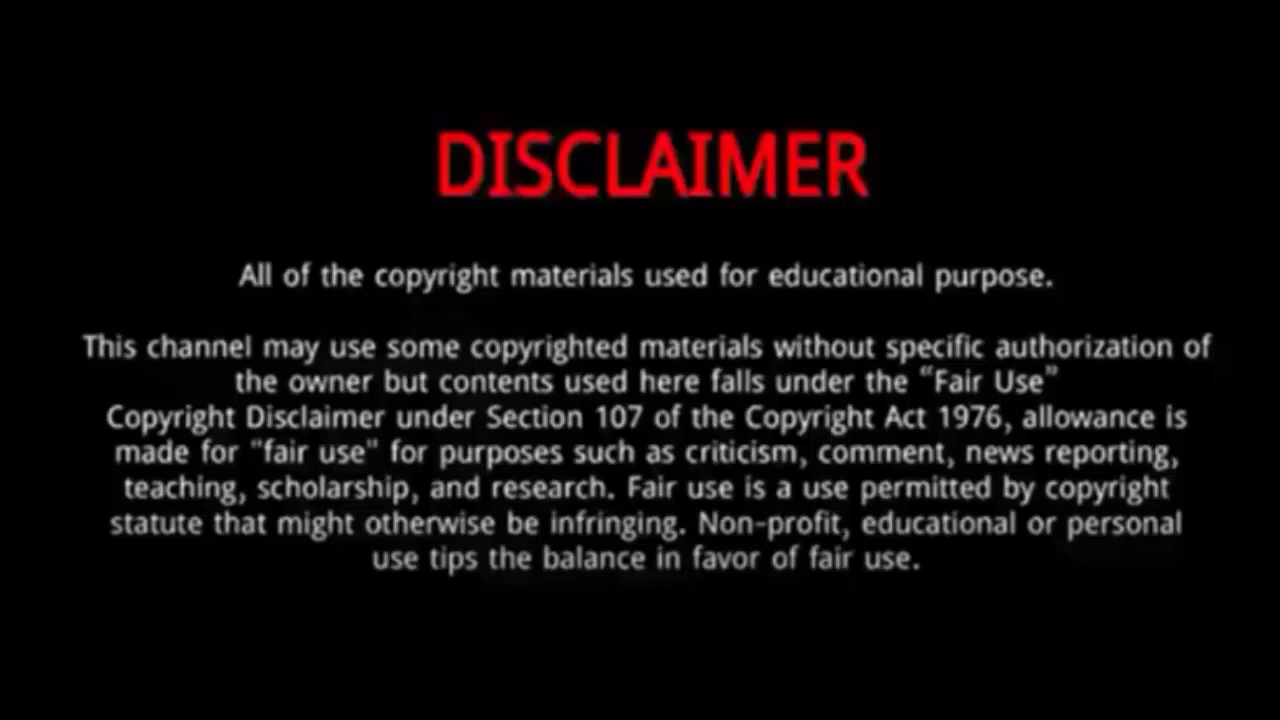 DISCLAIMER
All of the copyright materials used for educational purpose.
This channel may use some copyrighted materials without specific authorization of
the owner but contents used here falls under the “Fair Use”
Copyright Disclaimer under Section 107 of the Copyright Act 1976, allowance is
made for "fair use" for purposes such as criticism, comment, news reporting,
teaching, scholarship, and research. Fair use is a use permitted by copyright
statute that might otherwise be infringing. Non-profit, educational or personal
use tips the balance in favor of fair use.